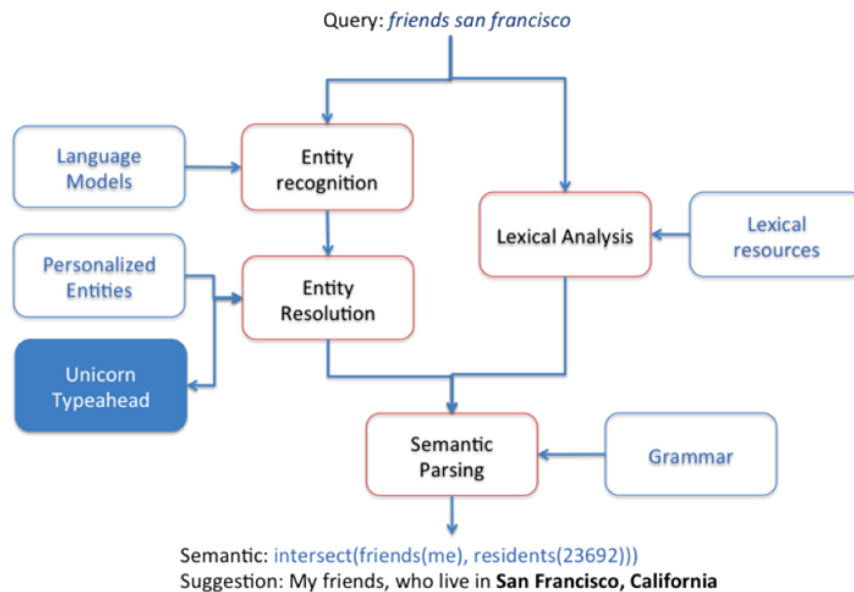 Query: friends san francisco
Language
Models
Entity
recognition
Lexical Analysis
Lexical
resources
Personalized
Entities
Entity
Resolution
Unicorn
Typeahead
Semantic
Parsing
Grammar
Semantic: intersect(friends(me), residents(23692)))
Suggestion: My friends, who live in San Francisco, California